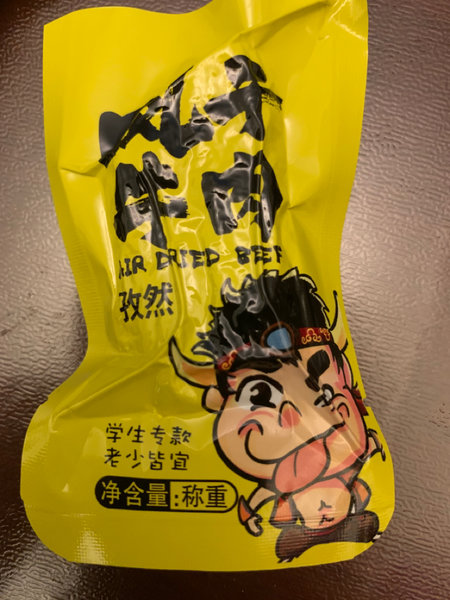 风干
牛肉
AIR DRIED BEEF
孜然
学生专款
老少皆宜
净含量:称重